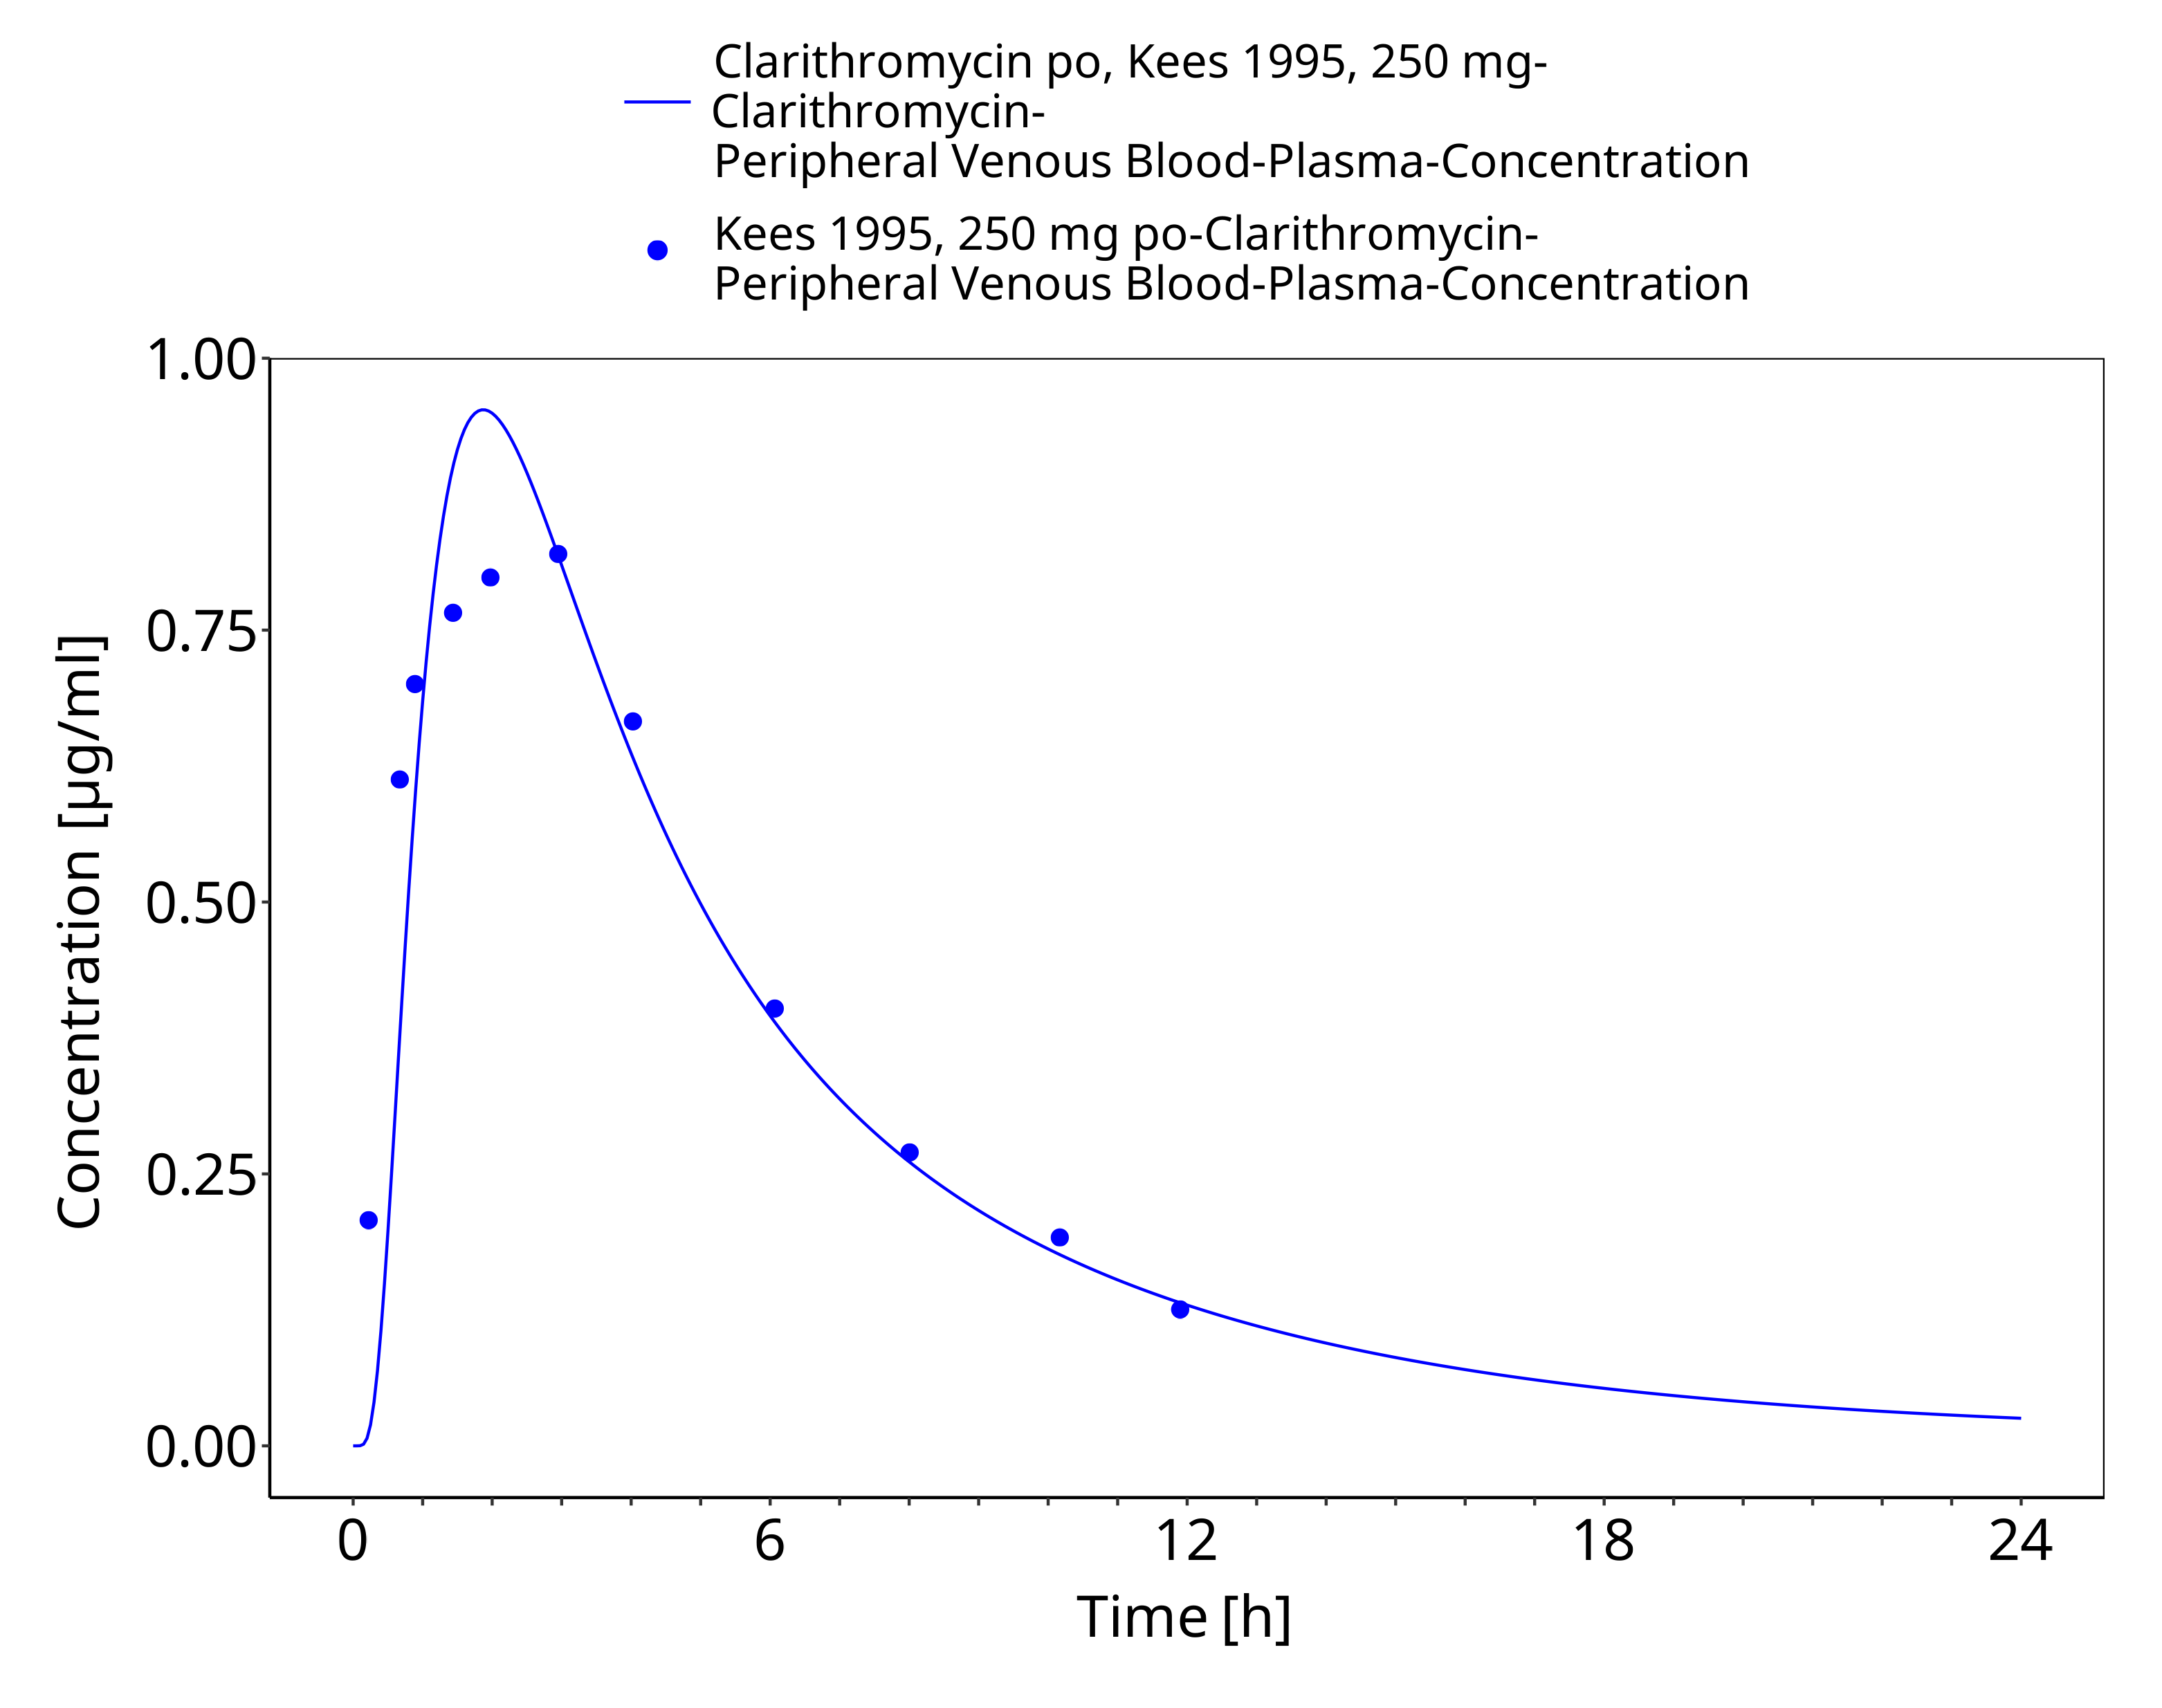 Clarithromycin po, Kees 1995, 250 mg-
Clarithomycin-
Peripheral Venous Blood-Plasma-Concentration
Kees 1995, 250 mg po-Clarithromycin-
Peripheral Venous Blood-Plasma-Concentration
1.00
0.75
0.50
0.25
0.00
Concentration [µg/ml]
0 6 12 18 24
Time [h]